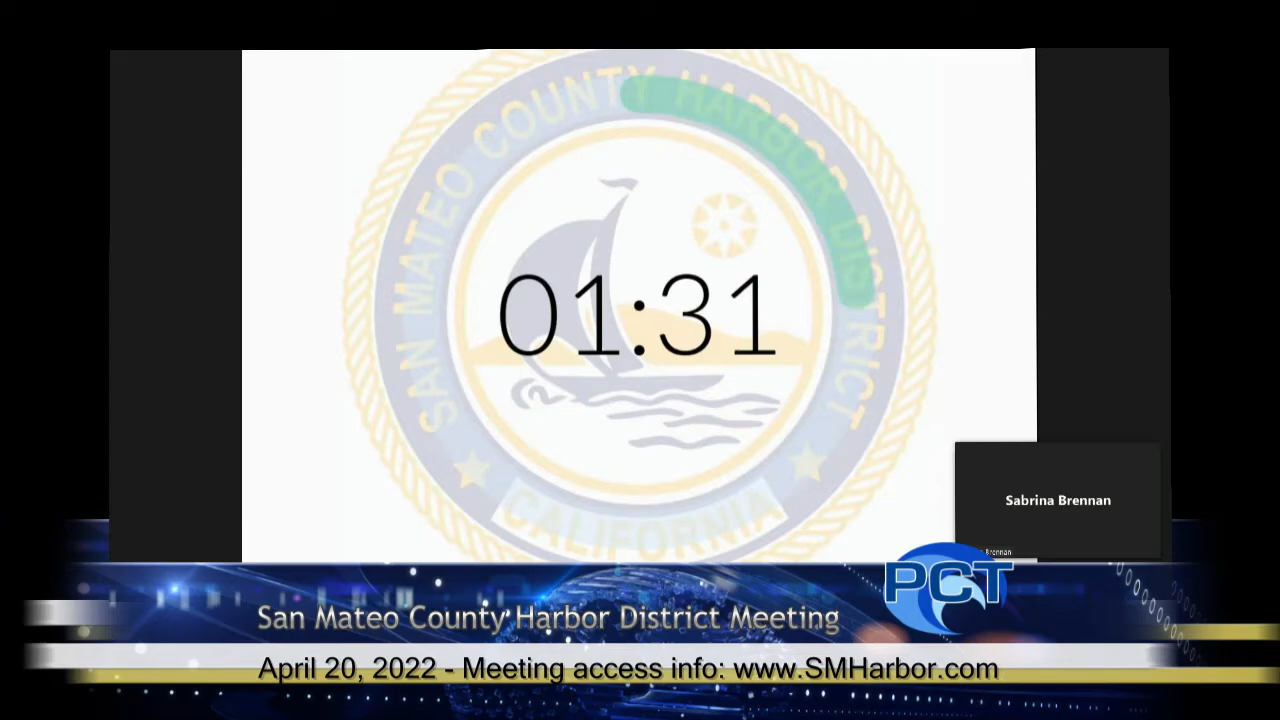 SAN MATEO COUNTY HARBOR DISTRICT
01:31
CALIFORNIA
Sabrina Brennan
Brennan
PCT
San Mateo County Harbor District Meeting
April 20, 2022 - Meeting access info: www.SMHarbor.com